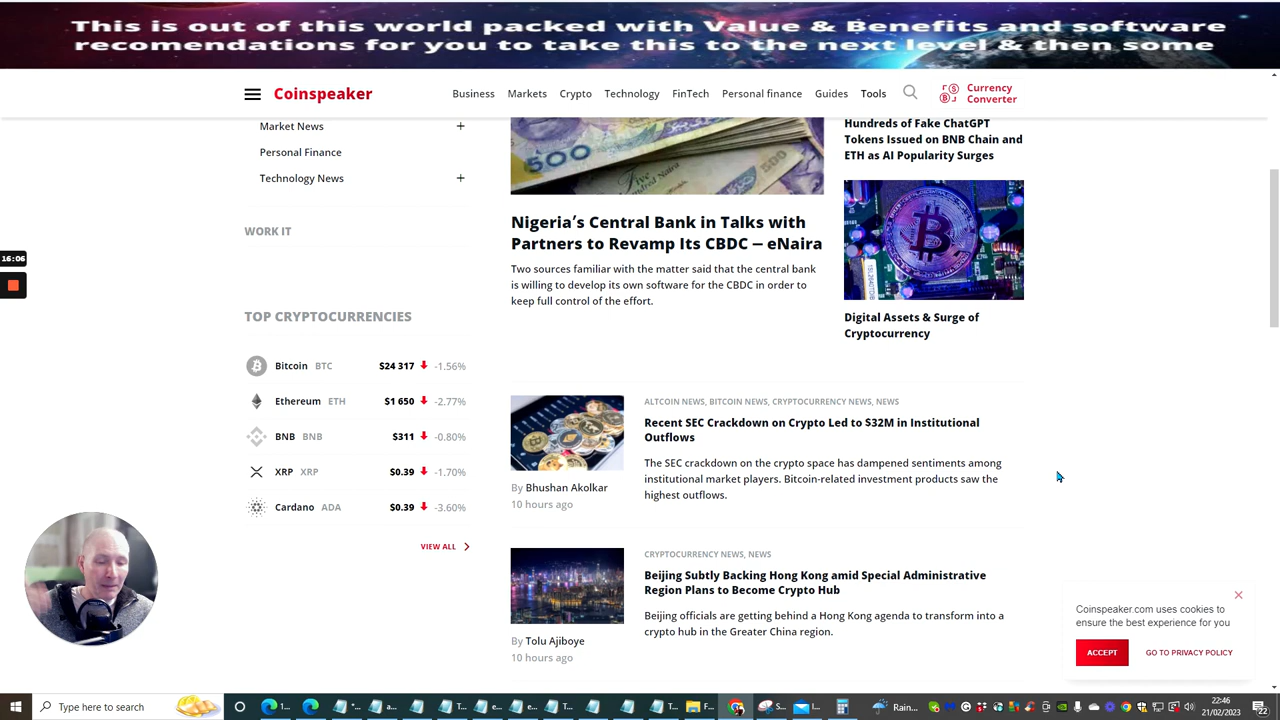 This is out of this world packed with Value & Benefits and software
recomendations for you to take this to the next level & then some
Coinspeaker
Business
Markets
Crypto
Technology
FinTech
Personal finance
Guides
Tools
Currency
Converter
16:06
Market News
Personal Finance
Technology News
WORK IT
TOP CRYPTOCURRENCIES
Bitcoin BTC $24 317 -1.56%
Ethereum ETH $1 650 -2.77%
BNB BNB $311 -0.80%
XRP XRP $0.39 -1.70%
Cardano ADA $0.39 -3.60%
VIEW ALL
500
Nigeria's Central Bank in Talks with
Partners to Revamp Its CBDC – eNaira
Two sources familiar with the matter said that the central bank
is willing to develop its own software for the CBDC in order to
keep full control of the effort.
Hundreds of Fake ChatGPT
Tokens Issued on BNB Chain and
ETH as AI Popularity Surges
Digital Assets & Surge of
Cryptocurrency
ALTCOIN NEWS, BITCOIN NEWS, CRYPTOCURRENCY NEWS, NEWS
Recent SEC Crackdown on Crypto Led to $32M in Institutional
Outflows
The SEC crackdown on the crypto space has dampened sentiments among
institutional market players. Bitcoin-related investment products saw the
highest outflows.
By Bhushan Akolkar
10 hours ago
CRYPTOCURRENCY NEWS, NEWS
Beijing Subtly Backing Hong Kong amid Special Administrative
Region Plans to Become Crypto Hub
Beijing officials are getting behind a Hong Kong agenda to transform into a
crypto hub in the Greater China region.
By Tolu Ajiboye
10 hours ago
Coinspeaker.com uses cookies to
ensure the best experience for you
ACCEPT
GO TO PRIVACY POLICY
Type here to search
Rain...
22:46
21/02/2023
22